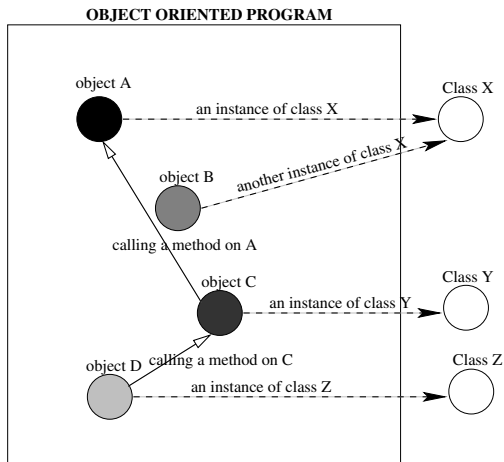 OBJECT ORIENTED PROGRAM
object A
Class X
an instance of class X
object B
another instance of class X
calling a method on A
object C
Class Y
an instance of class Y
object D
calling a method on C
Class Z
an instance of class Z